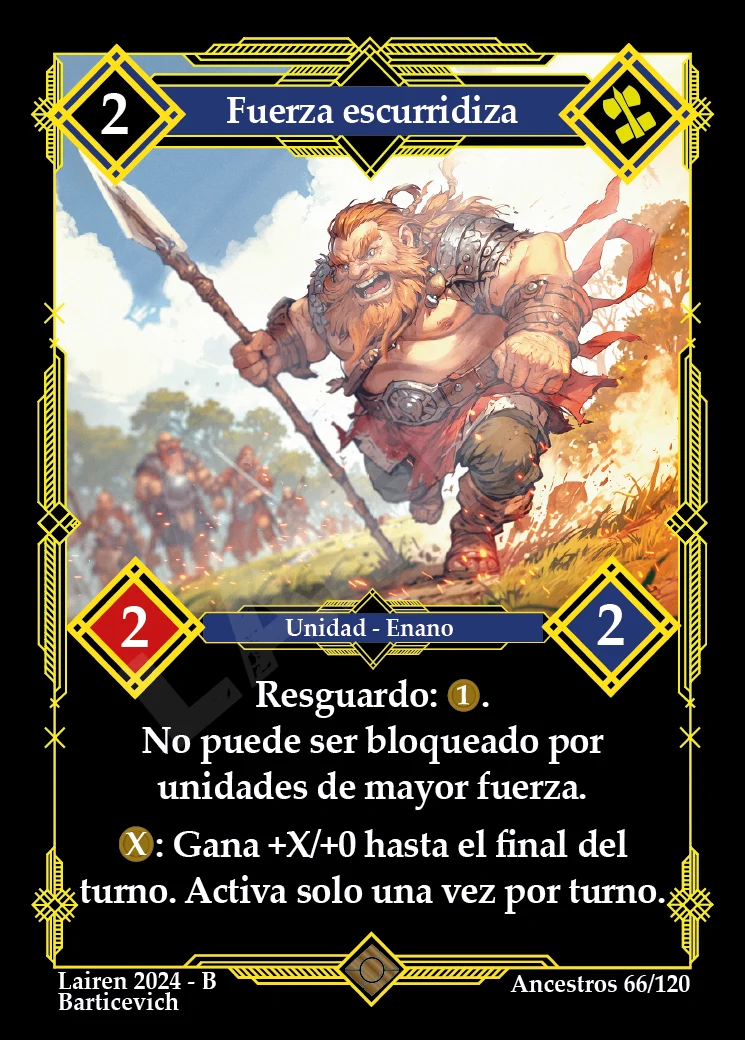 2
Fuerza escurridiza
2
Unidad - Enano
2
Resguardo: 1.
No puede ser bloqueado por
unidades de mayor fuerza.
X: Gana +X/+0 hasta el final del
turno. Activa solo una vez por turno.
Lairen 2024 - B
Barticevich
Ancestros 66/120